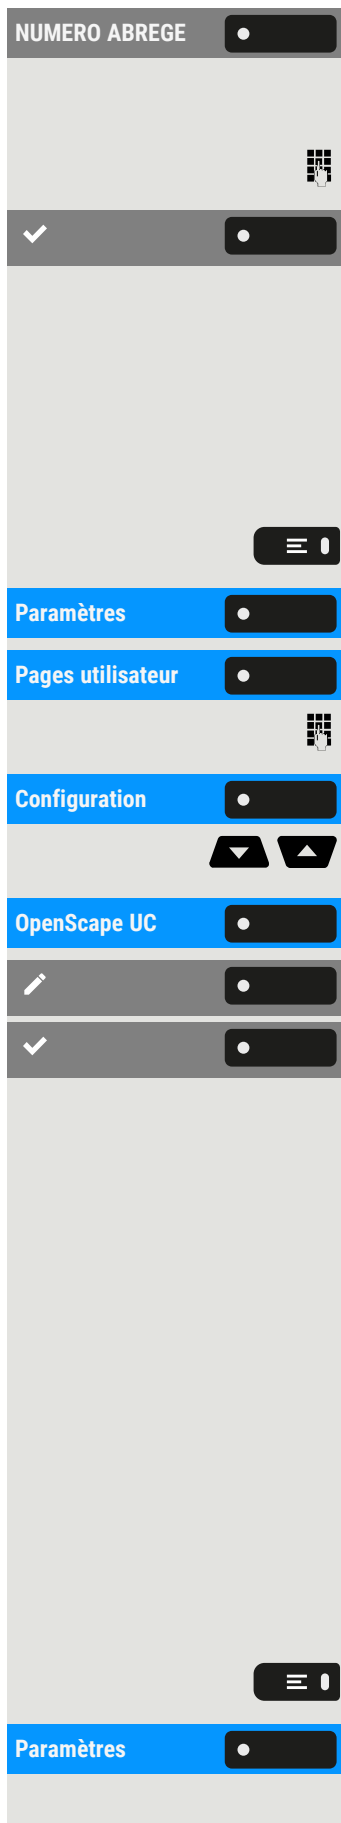 NUMERO ABREGE
Paramètres
Pages utilisateur
Configuration
OpenScape UC
Paramètres